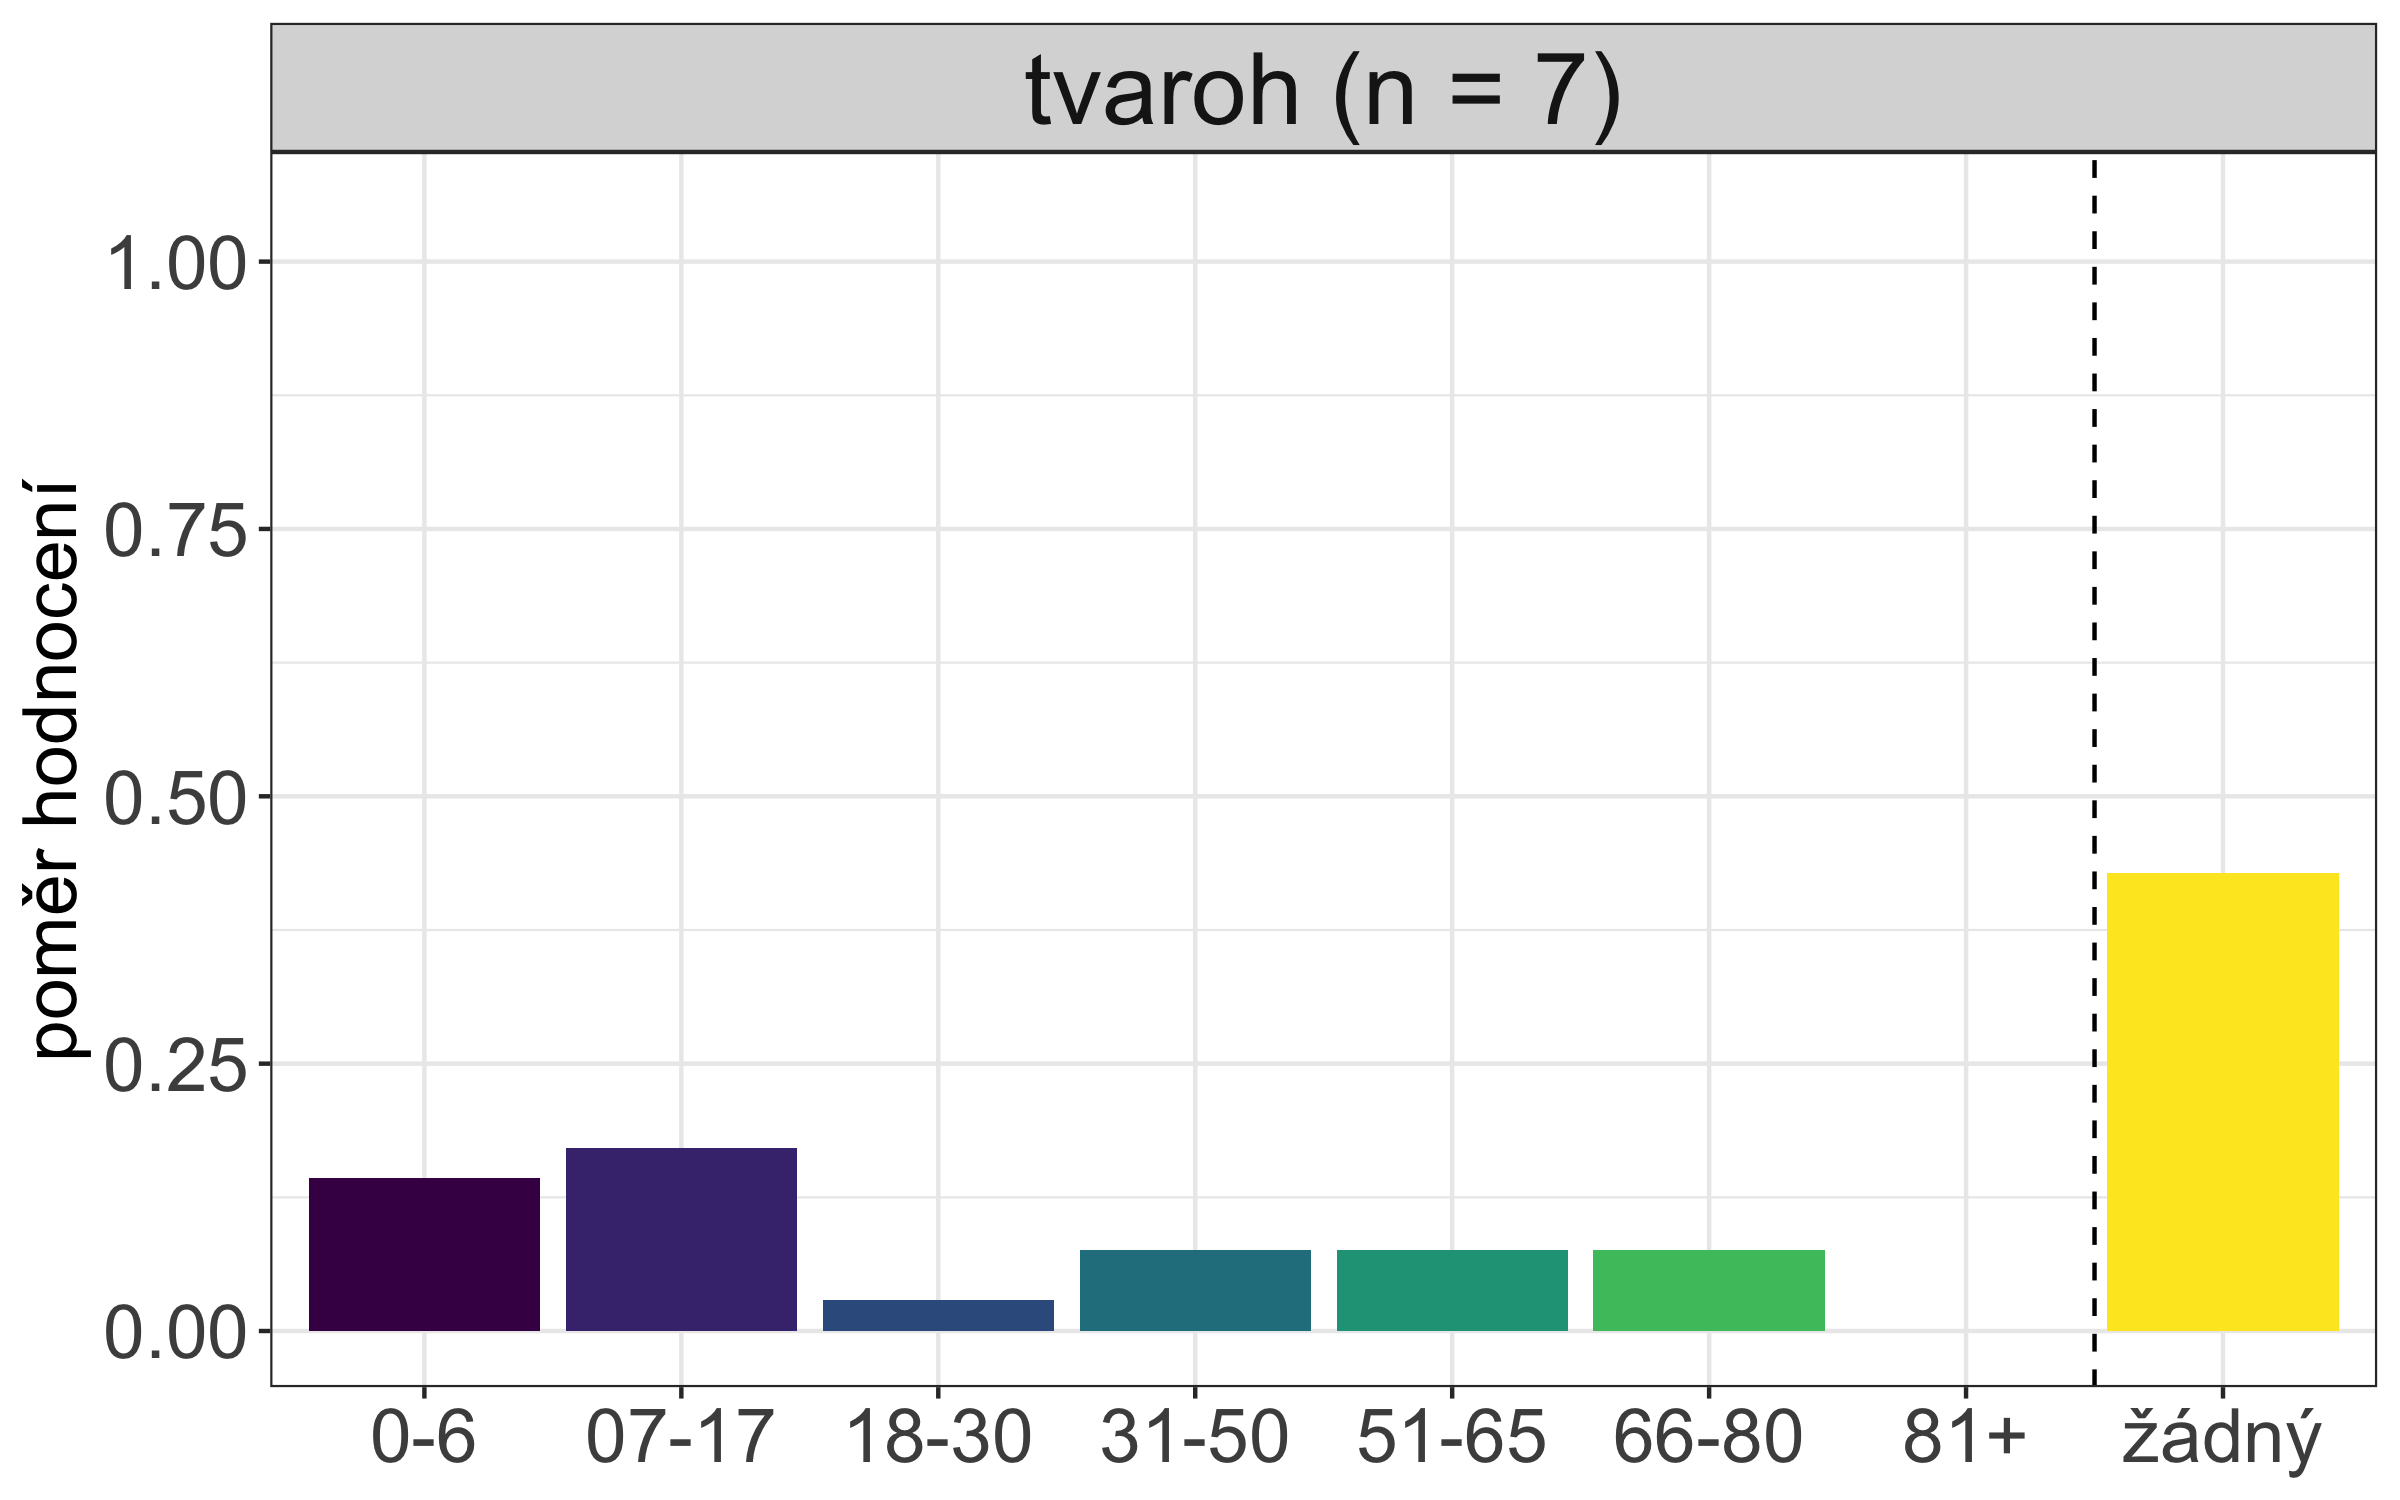 tvaroh (n = 7)
poměr hodnocení
1.00
0.75
0.50
0.25
0.00
0-6 07-17 18-30 31-50 51-65 66-80 81+ žádný